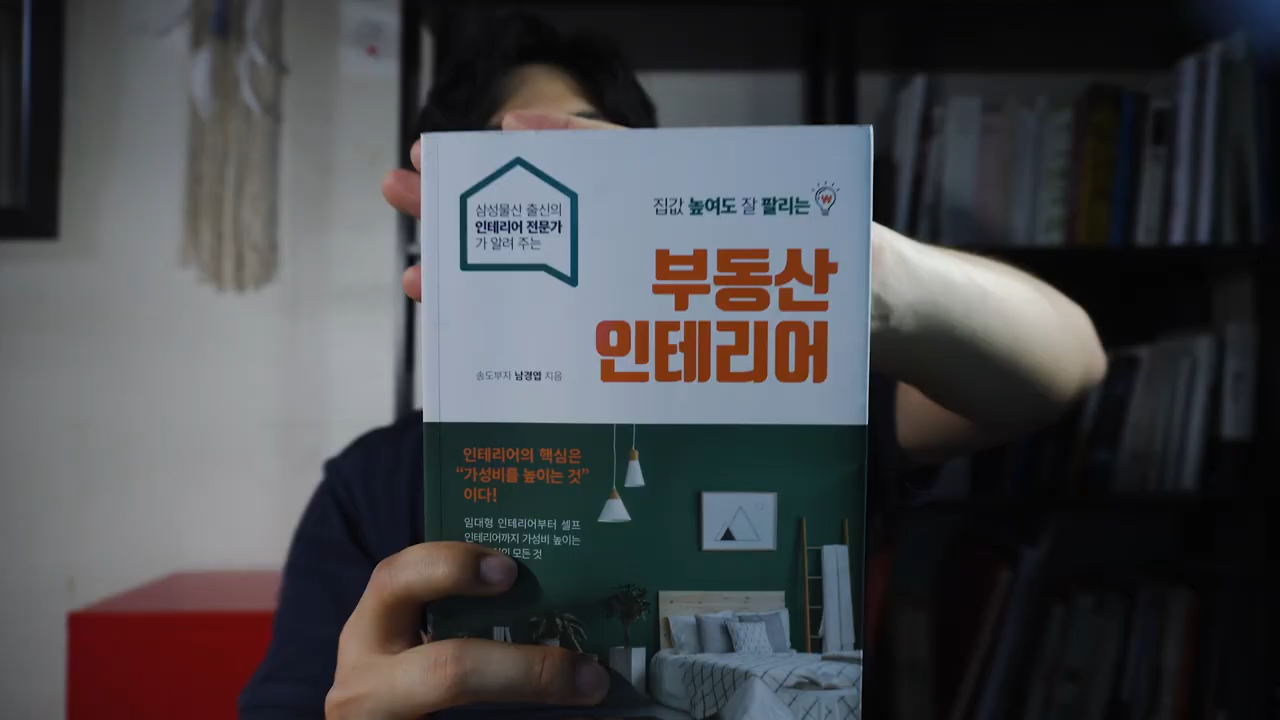 삼성물산 출신의
인테리어 전문가
가 알려 주는
집값 높여도 잘 팔리는
부동산
인테리어
송도부자 남경엽 지음
인테리어의 핵심은
“가성비를 높이는 것”
이다!
임대형 인테리어부터 셀프
인테리어까지 가성비 높이는
모든 것